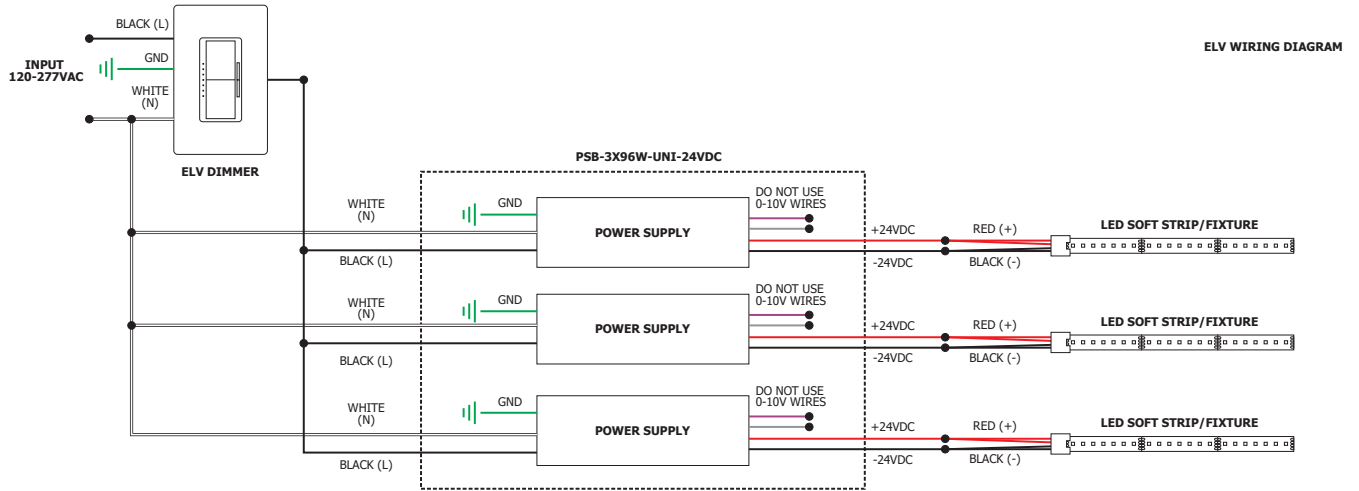 BLACK (L)
GND
INPUT
120-277VAC
WHITE
(N)
ELV DIMMER
ELV WIRING DIAGRAM
PSB-3X96W-UNI-24VDC
WHITE
(N)
GND
BLACK (L)
POWER SUPPLY
DO NOT USE
0-10V WIRES
+24VDC
-24VDC
RED (+)
BLACK (-)
LED SOFT STRIP/FIXTURE
WHITE
(N)
GND
BLACK (L)
POWER SUPPLY
DO NOT USE
0-10V WIRES
+24VDC
-24VDC
RED (+)
BLACK (-)
LED SOFT STRIP/FIXTURE
WHITE
(N)
GND
BLACK (L)
POWER SUPPLY
DO NOT USE
0-10V WIRES
+24VDC
-24VDC
RED (+)
BLACK (-)
LED SOFT STRIP/FIXTURE